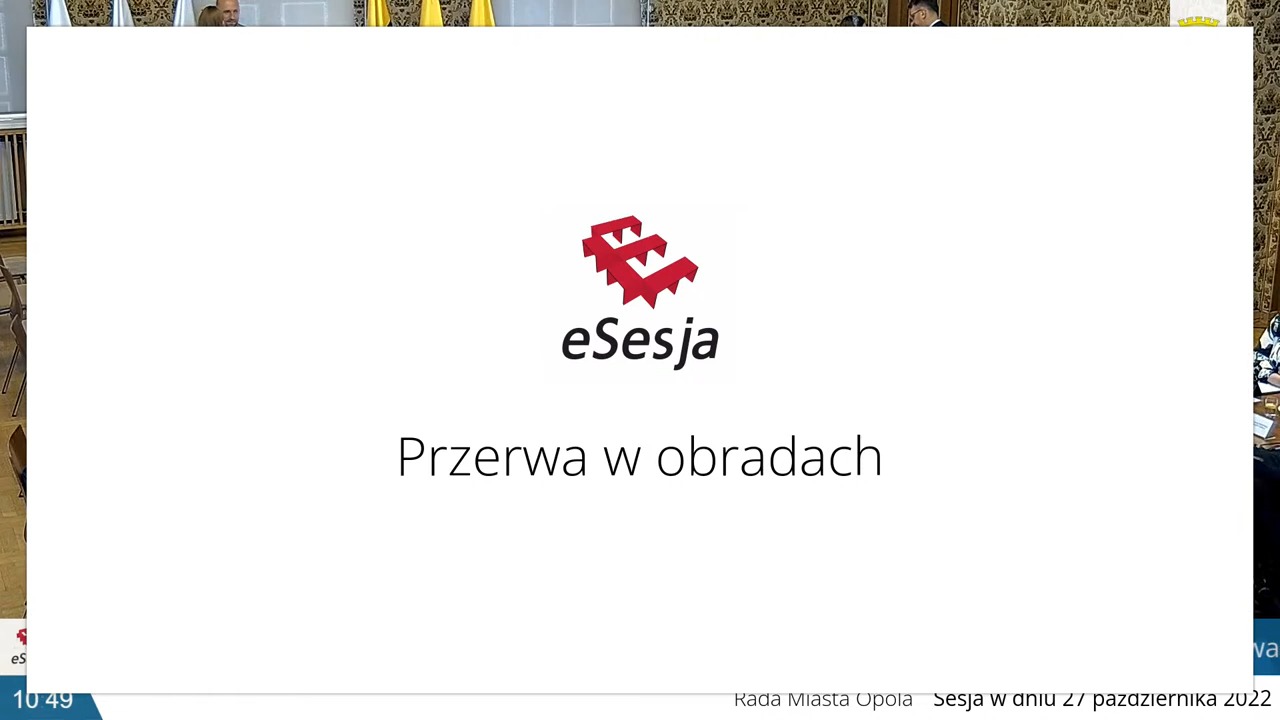 eSesja
Przerwa w obradach
10:49
Rada Miasta Opola
Sesja w dniu 27 października 2022